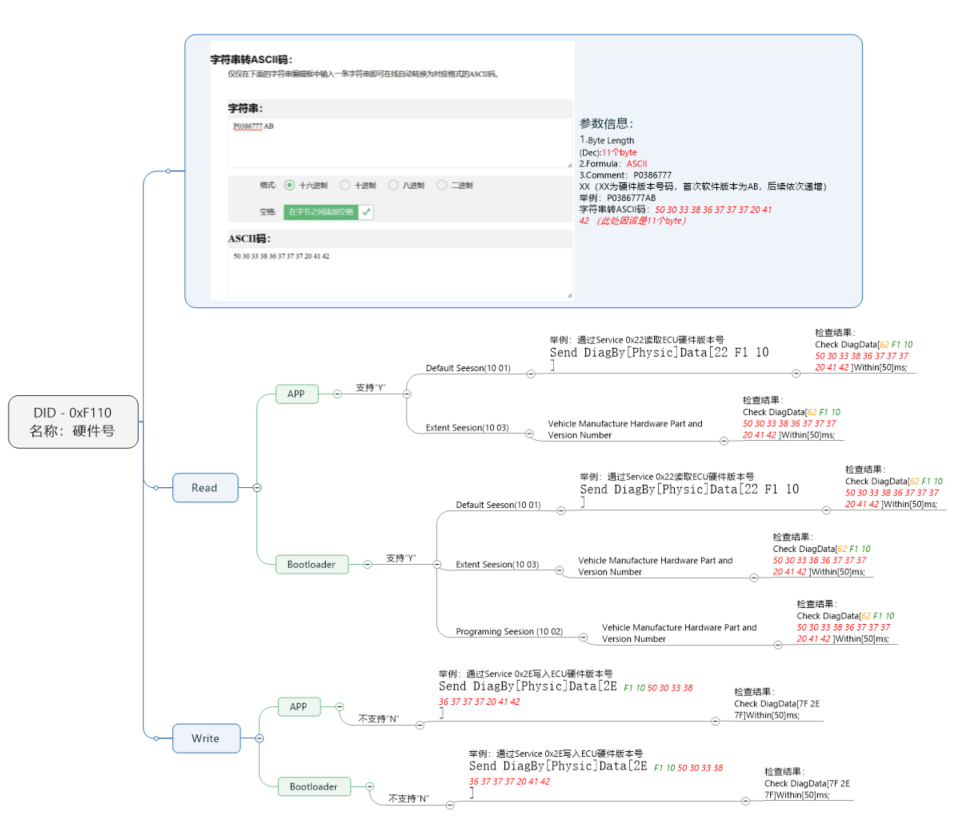 字符串转ASCII码：
仅仅在下面的字符串编辑框中输入一条字符串即可在线自动转换为对应格式的ASCII码。
字符串：
P0386777 AB
格式: 十六进制 十进制 八进制 二进制
空格: 在字节之间添加空格
ASCII码：
50 30 33 38 36 37 37 37 20 41 42
参数信息：
1.Byte Length
(Dec):11个byte
2.Formula：ASCII
3.Comment：P0386777
XX（XX为硬件版本号码，首次软件版本为AB，后续依次递增）
举例：P0386777AB
字符串转ASCII码：50 30 33 38 36 37 37 37 20 41
42 （此处因该是11个byte）
DID - 0xF110
名称：硬件号
Read
APP
支持“Y”
Default Seeson(10 01)
举例：通过Service 0x22读取ECU硬件版本号
Send DiagBy[Physic]Data[22 F1 10
]
检查结果：
Check DiagData[62 F1 10
50 30 33 38 36 37 37 37
20 41 42 ]Within[50]ms;
Extent Seesion(10 03)
Vehicle Manufacture Hardware Part and
Version Number
检查结果：
Check DiagData[62 F1 10
50 30 33 38 36 37 37 37
20 41 42 ]Within[50]ms;
Bootloader
支持“Y”
Default Seeson(10 01)
举例：通过Service 0x22读取ECU硬件版本号
Send DiagBy[Physic]Data[22 F1 10
]
检查结果：
Check DiagData[62 F1 10
50 30 33 38 36 37 37 37
20 41 42 ]Within[50]ms;
Extent Seesion(10 03)
Vehicle Manufacture Hardware Part and
Version Number
检查结果：
Check DiagData[62 F1 10
50 30 33 38 36 37 37 37
20 41 42 ]Within[50]ms;
Programing Seesion (10 02)
Vehicle Manufacture Hardware Part and
Version Number
检查结果：
Check DiagData[62 F1 10
50 30 33 38 36 37 37 37
20 41 42 ]Within[50]ms;
Write
APP
不支持“N”
举例：通过Service 0x2E写入ECU硬件版本号
Send DiagBy[Physic]Data[2E F1 10 50 30 33 38
36 37 37 37 20 41 42
]
检查结果：
Check DiagData[7F 2E
7F]Within[50]ms;
Bootloader
不支持“N”
举例：通过Service 0x2E写入ECU硬件版本号
Send DiagBy[Physic]Data[2E F1 10 50 30 33 38
36 37 37 37 20 41 42
]
检查结果：
Check DiagData[7F 2E
7F]Within[50]ms;